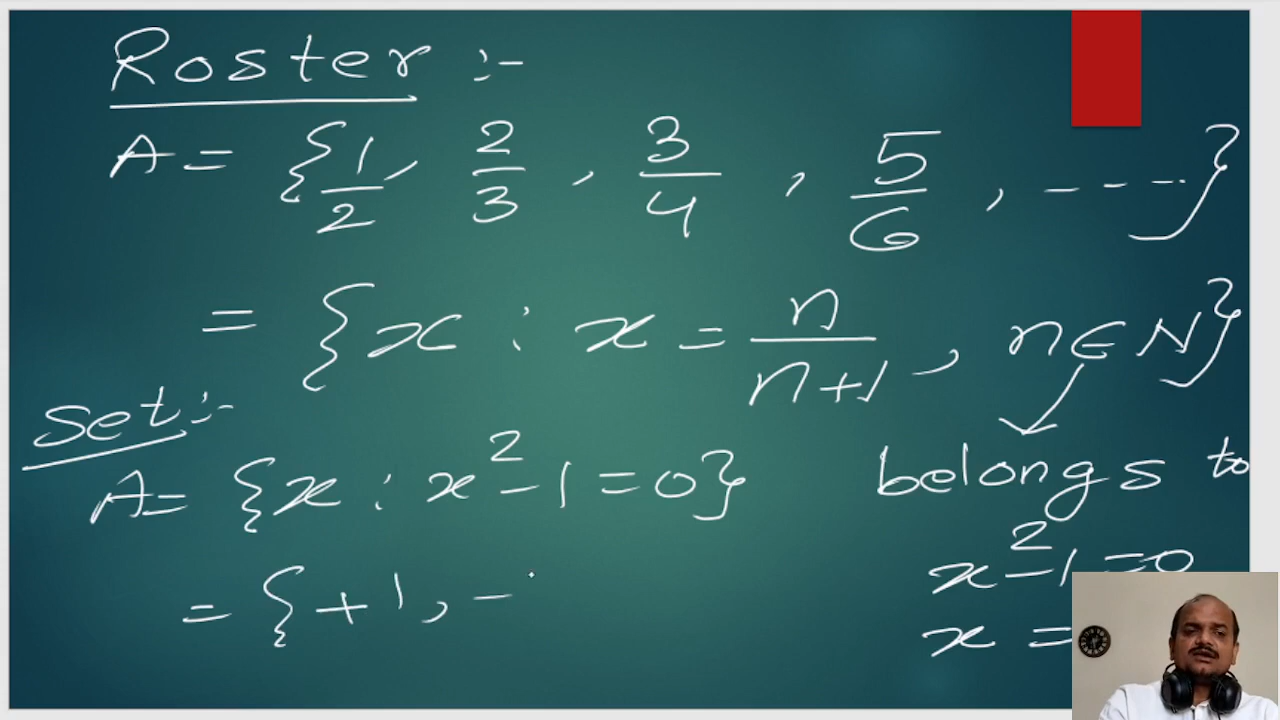 Roster :-
A = {1/2, 2/3, 3/4, 5/6, ----}
= {x : x = n/n+1, n∈N}
belongs to
Set:-
A = {x : x²-1=0}
= {+1, -
x²-1=0
x =